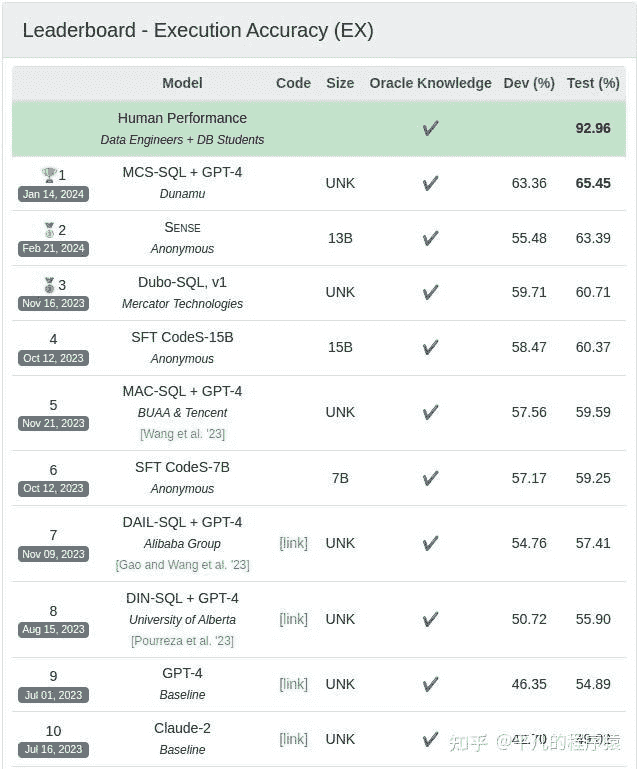 Leaderboard - Execution Accuracy (EX)
Model Code Size Oracle Knowledge Dev (%) Test (%)
Human Performance
Data Engineers + DB Students
✔ 92.96
1
Jan 14, 2024
MCS-SQL + GPT-4
Dunamu
UNK ✔ 63.36 65.45
2
Feb 21, 2024
SENSE
Anonymous
13B ✔ 55.48 63.39
3
Nov 16, 2023
Dubo-SQL, v1
Mercator Technologies
UNK ✔ 59.71 60.71
4
Oct 12, 2023
SFT CodeS-15B
Anonymous
15B ✔ 58.47 60.37
5
Nov 21, 2023
MAC-SQL + GPT-4
BUAA & Tencent
[Wang et al. '23]
UNK ✔ 57.56 59.59
6
Oct 12, 2023
SFT CodeS-7B
Anonymous
7B ✔ 57.17 59.25
7
Nov 09, 2023
DAIL-SQL + GPT-4
Alibaba Group
[Gao and Wang et al. '23]
[link] UNK ✔ 54.76 57.41
8
Aug 15, 2023
DIN-SQL + GPT-4
University of Alberta
[Pourreza et al. '23]
[link] UNK ✔ 50.72 55.90
9
Jul 01, 2023
GPT-4
Baseline
[link] UNK ✔ 46.35 54.89
10
Jul 16, 2023
Claude-2
Baseline
[link] UNK ✔
知乎 @平凡的程序猿